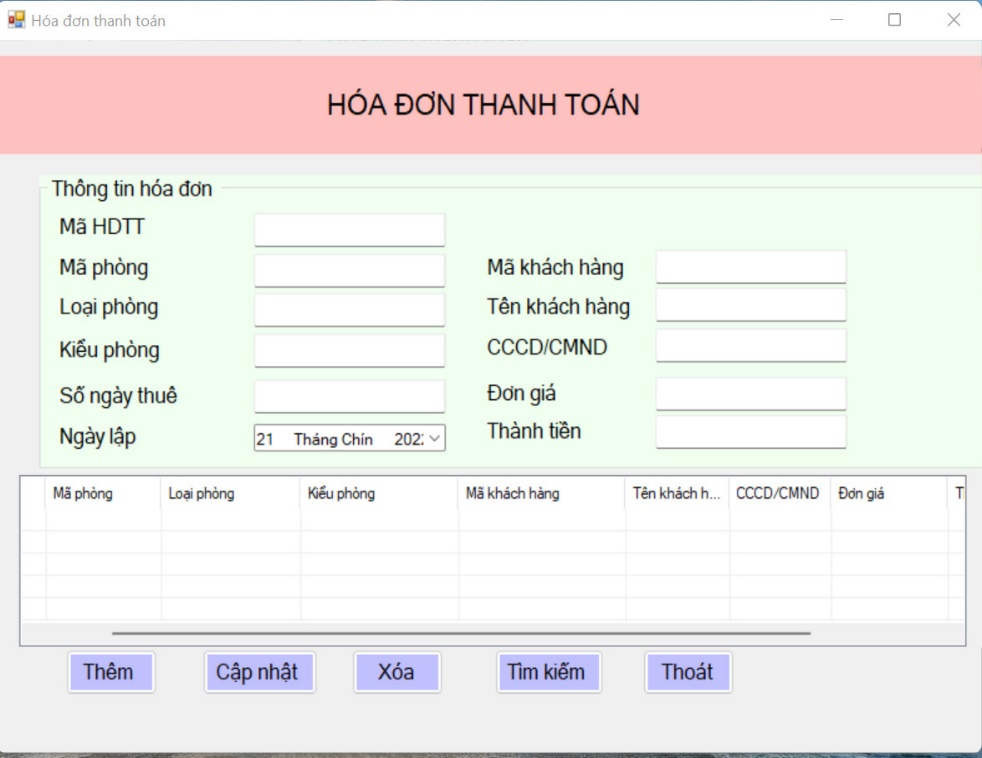 Hóa đơn thanh toán
HÓA ĐƠN THANH TOÁN
Thông tin hóa đơn
Mã HDTT
Mã phòng
Mã khách hàng
Loại phòng
Tên khách hàng
Kiểu phòng
CCCD/CMND
Số ngày thuê
Đơn giá
Ngày lập
21 Tháng Chín
Thành tiền
Mã phòng Loại phòng Kiểu phòng Mã khách hàng Tên khách h... CCCD/CMND Đơn giá
Thêm Cập nhật Xóa Tìm kiếm Thoát